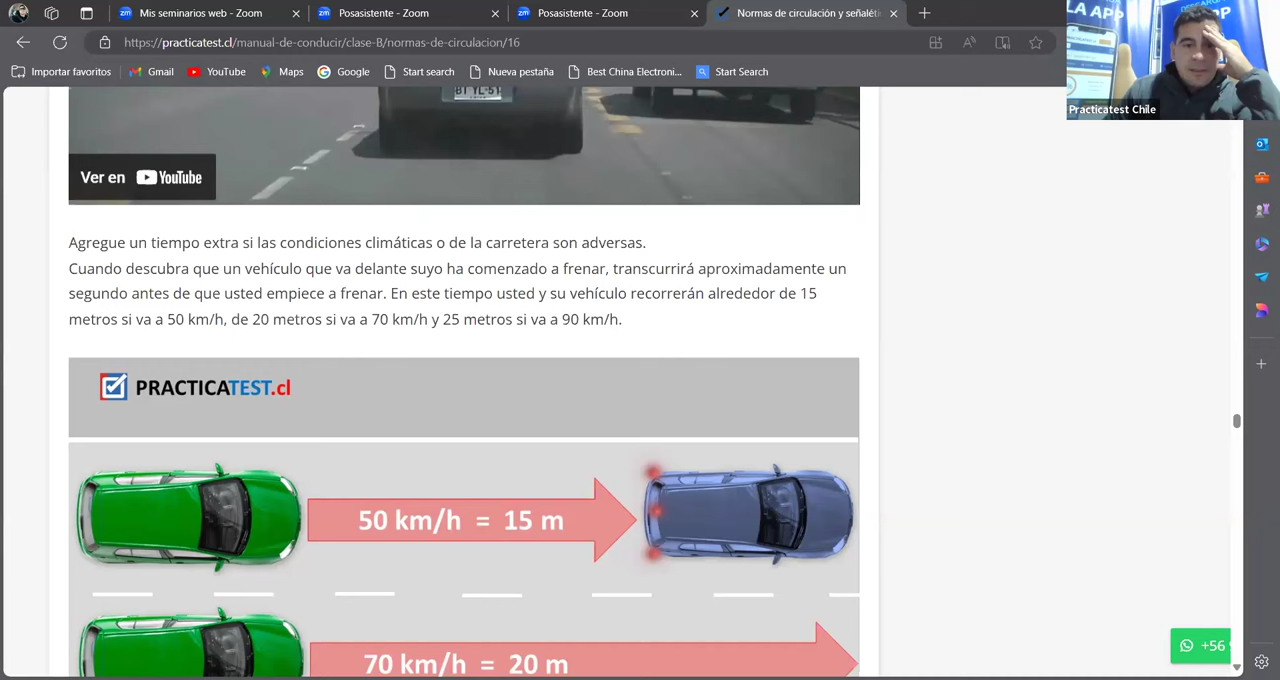 Mis seminarios web - Zoom
Posasistente - Zoom
Posasistente - Zoom
Normas de circulación y señaléti
https://practicatest.cl/manual-de-conducir/clase-B/normas-de-circulacion/16
Importar favoritos
Gmail
YouTube
Maps
Google
Start search
Nueva pestaña
Best China Electroni...
Start Search
LA APP
Practicatest Chile
Ver en YouTube
Agregue un tiempo extra si las condiciones climáticas o de la carretera son adversas.
Cuando descubra que un vehículo que va delante suyo ha comenzado a frenar, transcurrirá aproximadamente un
segundo antes de que usted empiece a frenar. En este tiempo usted y su vehículo recorrerán alrededor de 15
metros si va a 50 km/h, de 20 metros si va a 70 km/h y 25 metros si va a 90 km/h.
PRACTICATEST.cl
50 km/h = 15 m
70 km/h = 20 m
+56